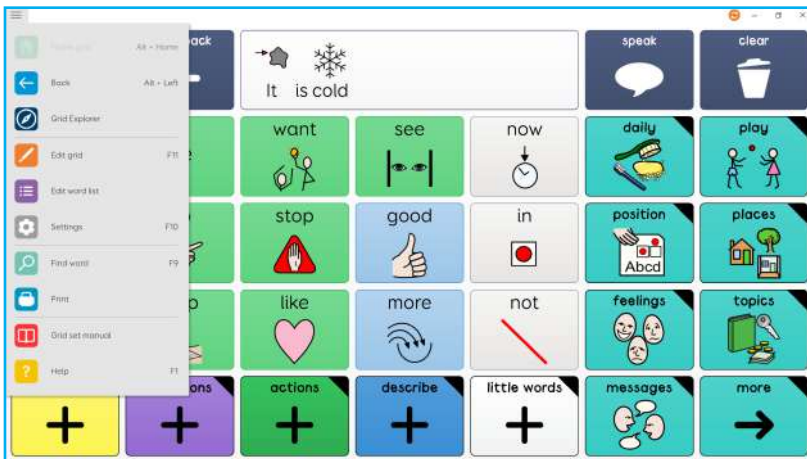 Alt + Home
Back Alt + Left
Grid Explorer
Edit grid F11
Edit word list
Settings F10
Find word F9
Print
Grid set manual
Help F1
ack
It is cold
speak
clear
want
see
now
daily
play
stop
good
in
position
places
Abcd
p
like
more
not
feelings
topics
ons
actions
describe
little words
messages
more